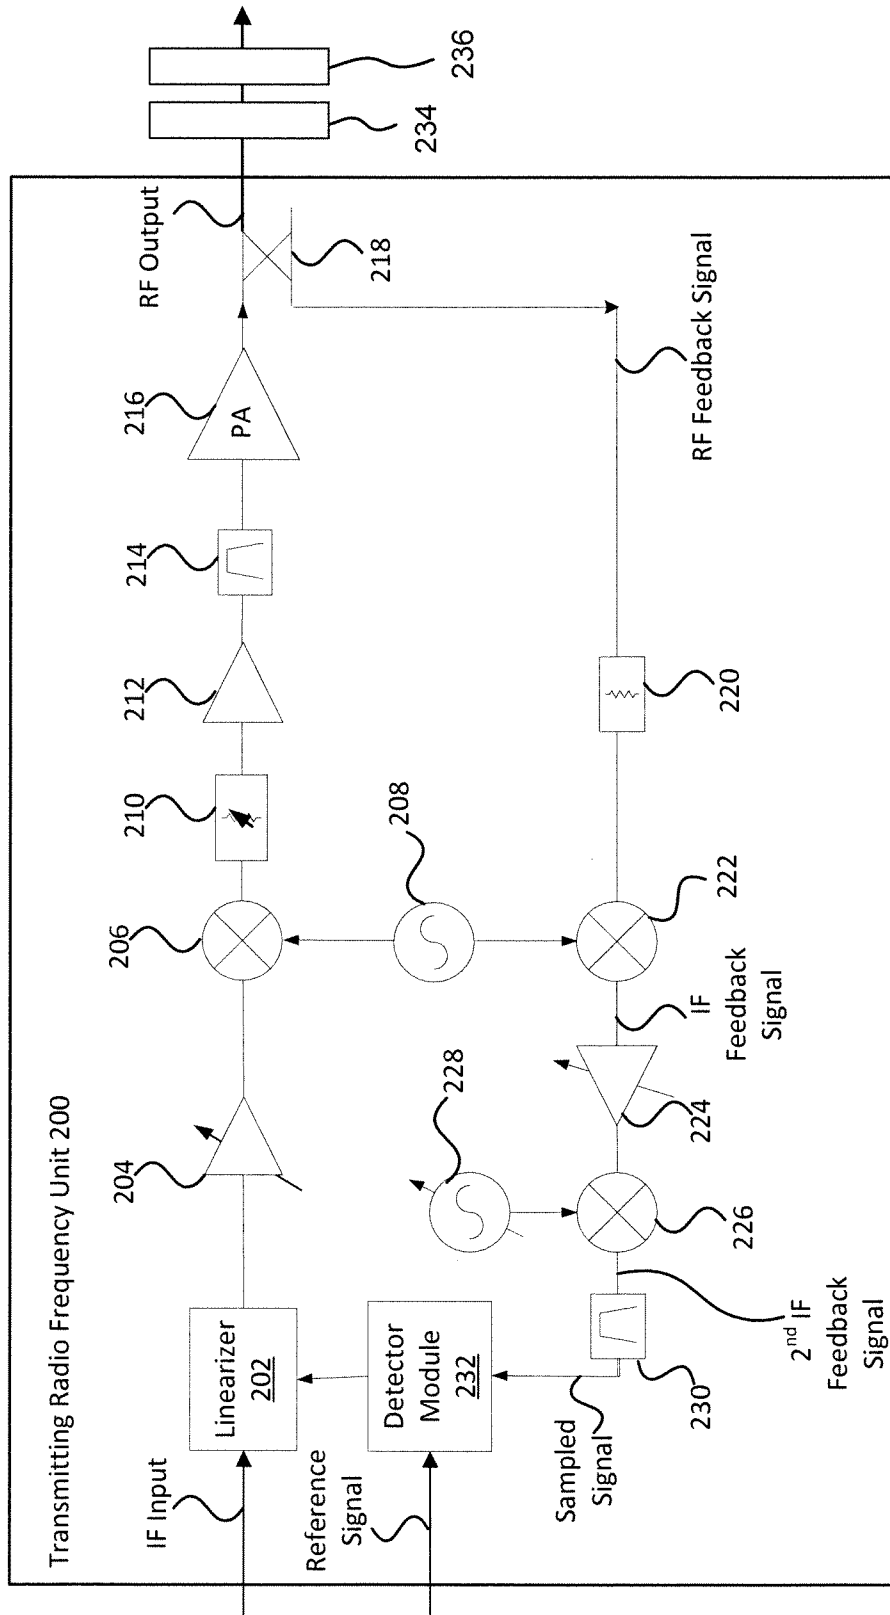 Transmitting Radio Frequency Unit 200
IF Input
Linearizer
202
204
206
210
212
214
PA
216
RF Output
218
234
236
208
228
Reference
Signal
Detector
Module
232
Sampled
Signal
230
2nd IF
Feedback
Signal
226
224
IF
Feedback
Signal
222
220
RF Feedback Signal